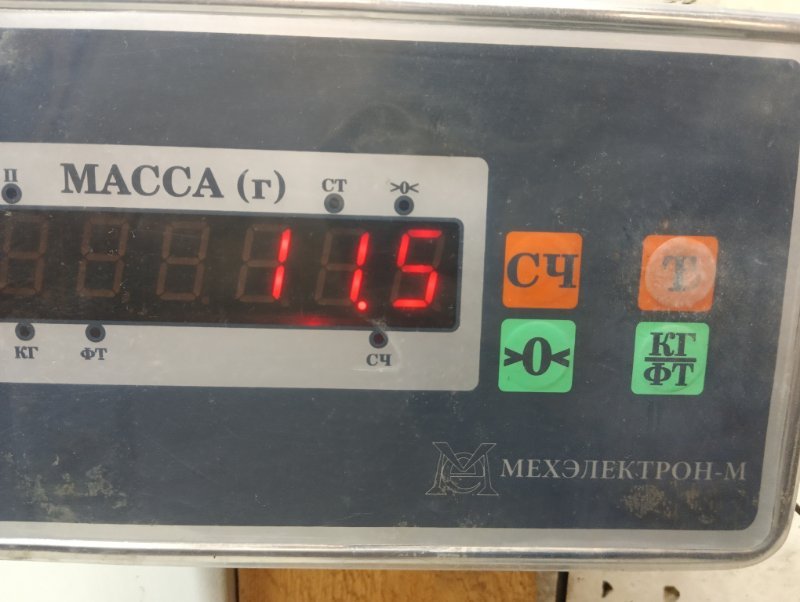 П
МАССА (г)
СТ
>0<
11.5
КГ
ФТ
СЧ
СЧ
Т
>0<
КГ
ФТ
МЕХЭЛЕКТРОН-М